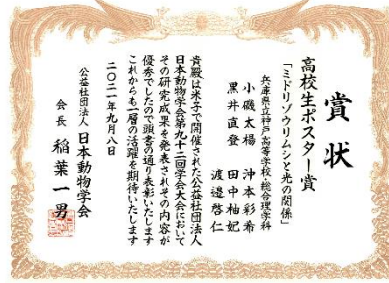 賞状
高校生ポスター賞
「ミドリゾウリムシと光の関係」
兵庫県立神戸高等学校 総合理学科
小磯太楊 沖本彩希
黒井直登 田中柚妃
渡邉啓仁
貴殿は米子で開催された公益社団法人
日本動物学会第九十二回学会大会において
その研究成果を発表されその内容が
優秀でしたので頭書の通り表彰いたします
これからも一層の活躍を期待いたします
二〇二一年九月八日
公益社団法人 日本動物学会
会長 稲葉一男